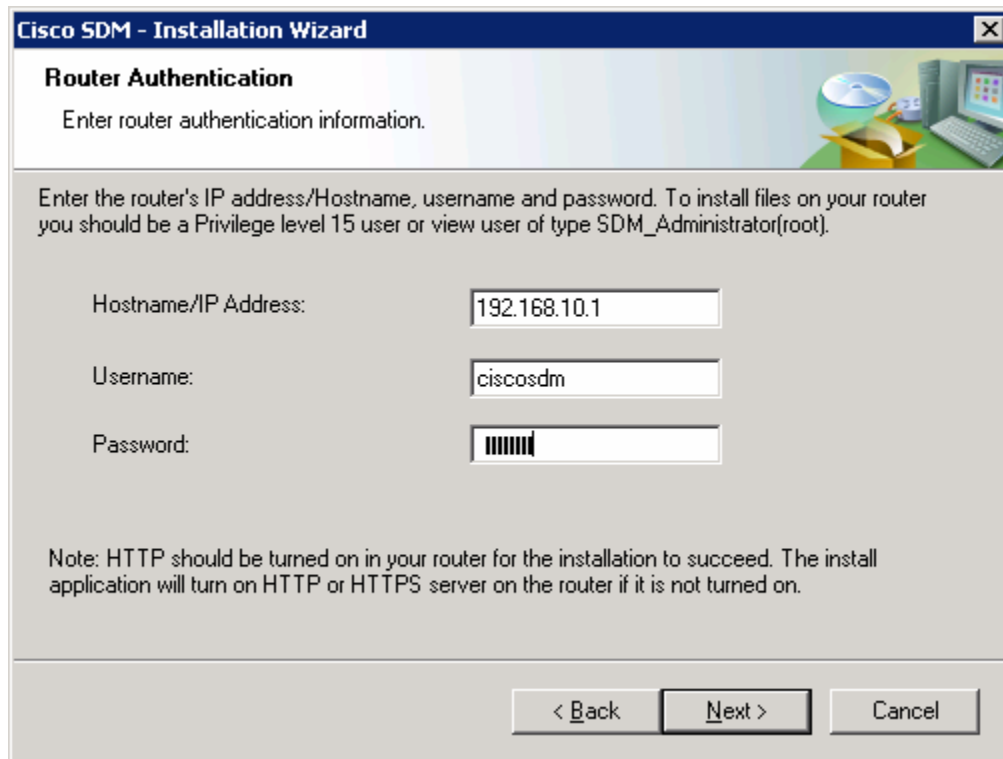 Cisco SDM - Installation Wizard
Router Authentication
Enter router authentication information.
Enter the router's IP address/Hostname, username and password. To install files on your router
you should be a Privilege level 15 user or view user of type SDM_Administrator(root).
Hostname/IP Address: 192.168.10.1
Username: ciscosdm
Password:
Note: HTTP should be turned on in your router for the installation to succeed. The install
application will turn on HTTP or HTTPS server on the router if it is not turned on.
< Back Next > Cancel